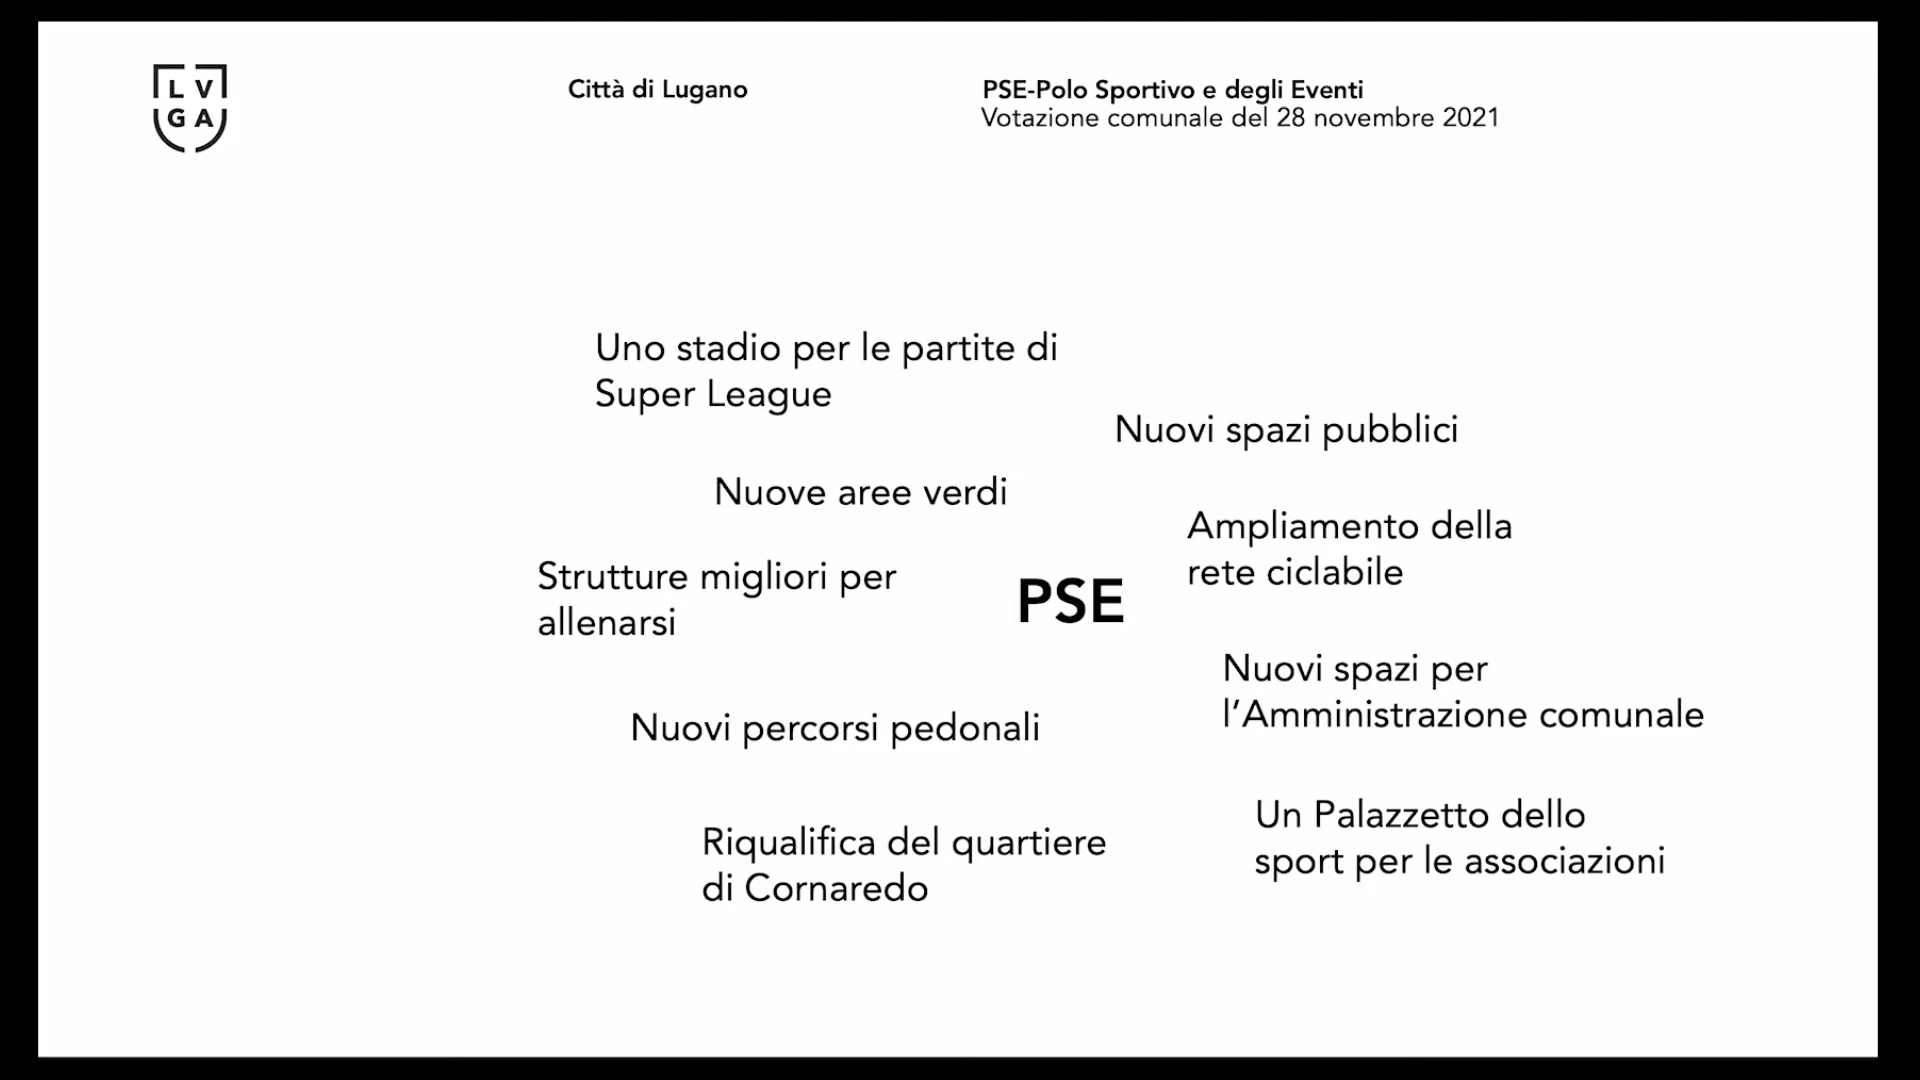 L V
G A
Città di Lugano
PSE-Polo Sportivo e degli Eventi
Votazione comunale del 28 novembre 2021
Uno stadio per le partite di
Super League
Nuovi spazi pubblici
Nuove aree verdi
Ampliamento della
rete ciclabile
Strutture migliori per
allenarsi
PSE
Nuovi spazi per
l’Amministrazione comunale
Nuovi percorsi pedonali
Un Palazzetto dello
sport per le associazioni
Riqualifica del quartiere
di Cornaredo